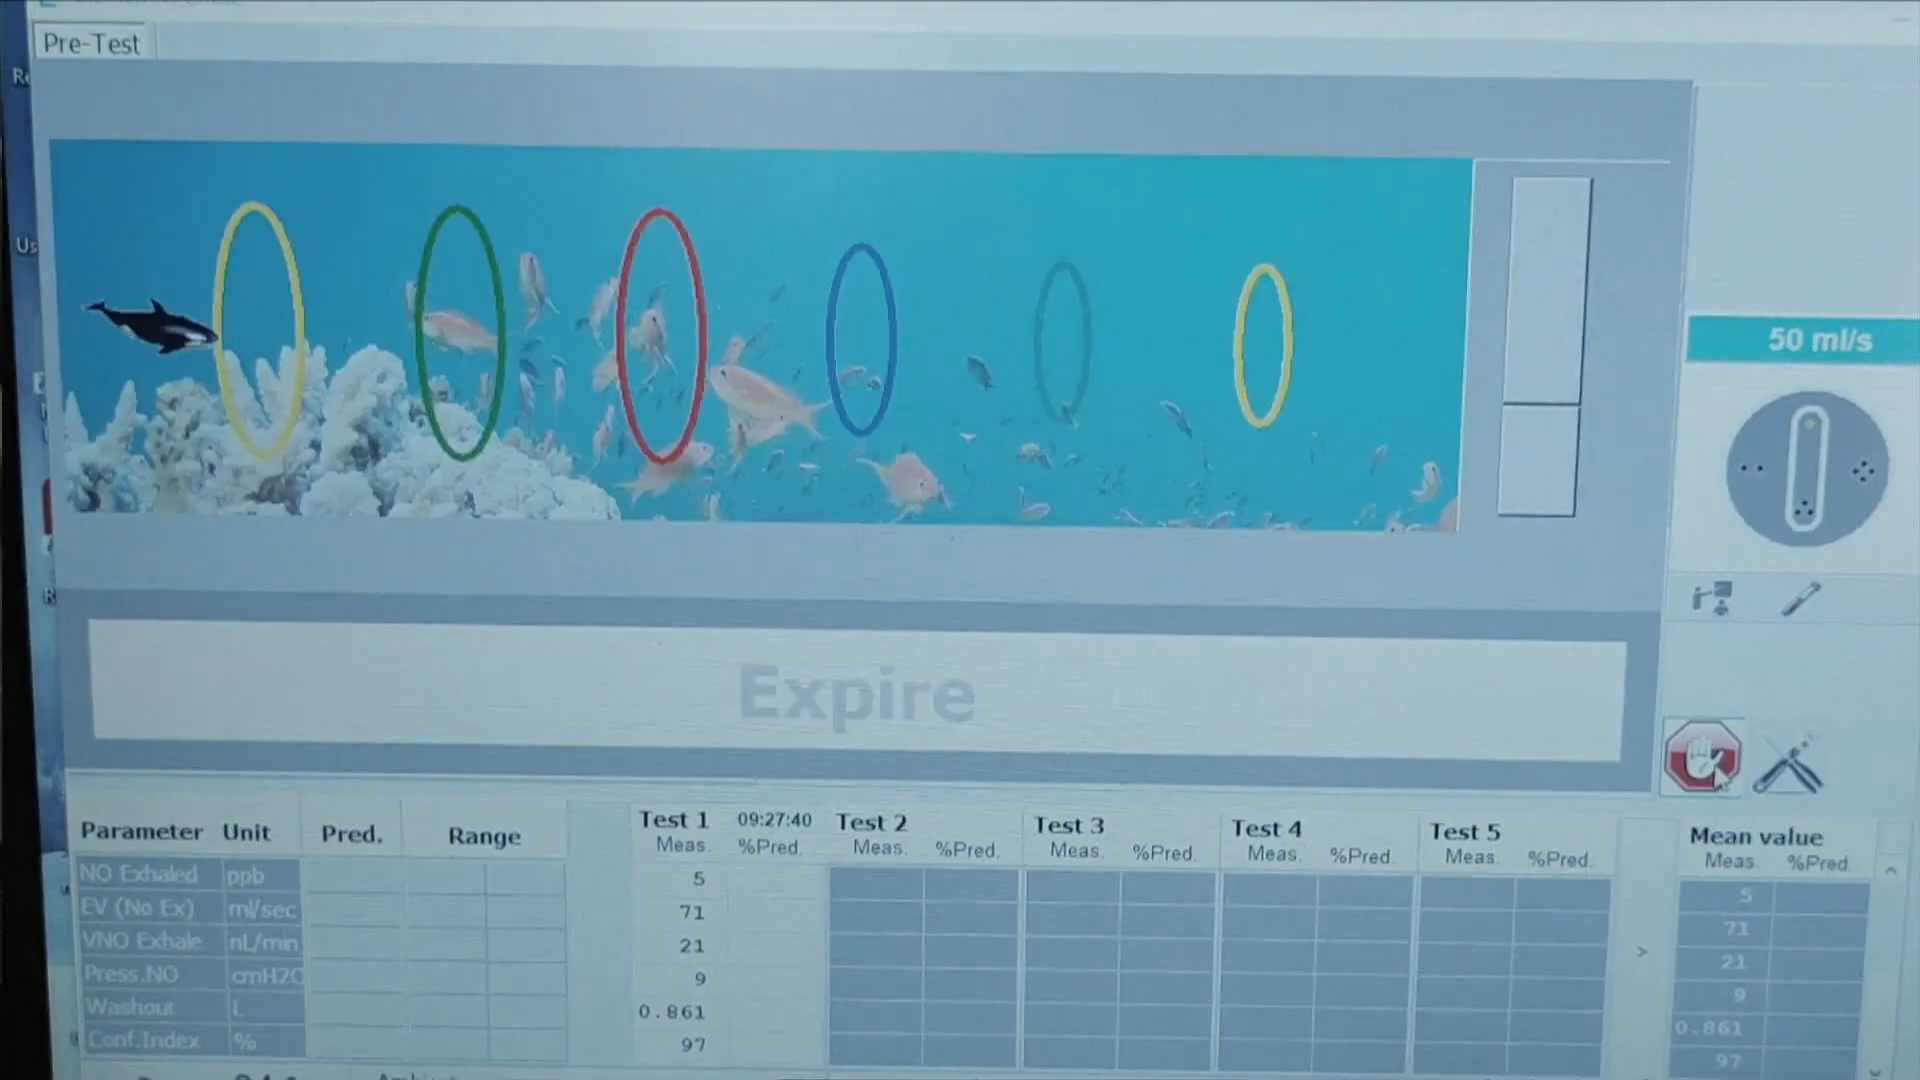 Pre-Test
Us
50 ml/s
Expire
Parameter Unit Pred. Range Test 1 09:27:40 Test 2 Test 3 Test 4 Test 5 Mean value
Meas. %Pred. Meas. %Pred. Meas. %Pred. Meas. %Pred. Meas. %Pred. Meas. %Pred.
NO Exhaled ppb 5 5
EV (No Ex) ml/sec 71 71
VNO Exhale nL/min 21 > 21
Press.NO cmH2O 9 9
Washout L 0.861 0.861
Conf.Index % 97 97